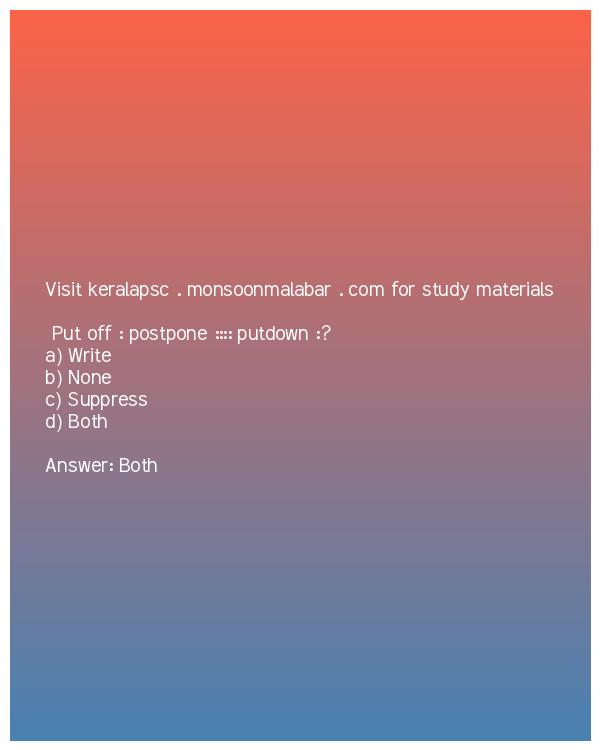 Visit keralapsc . monsoonmalabar . com for study materials
Put off : postpone :::: putdown :?
a) Write
b) None
c) Suppress
d) Both
Answer: Both